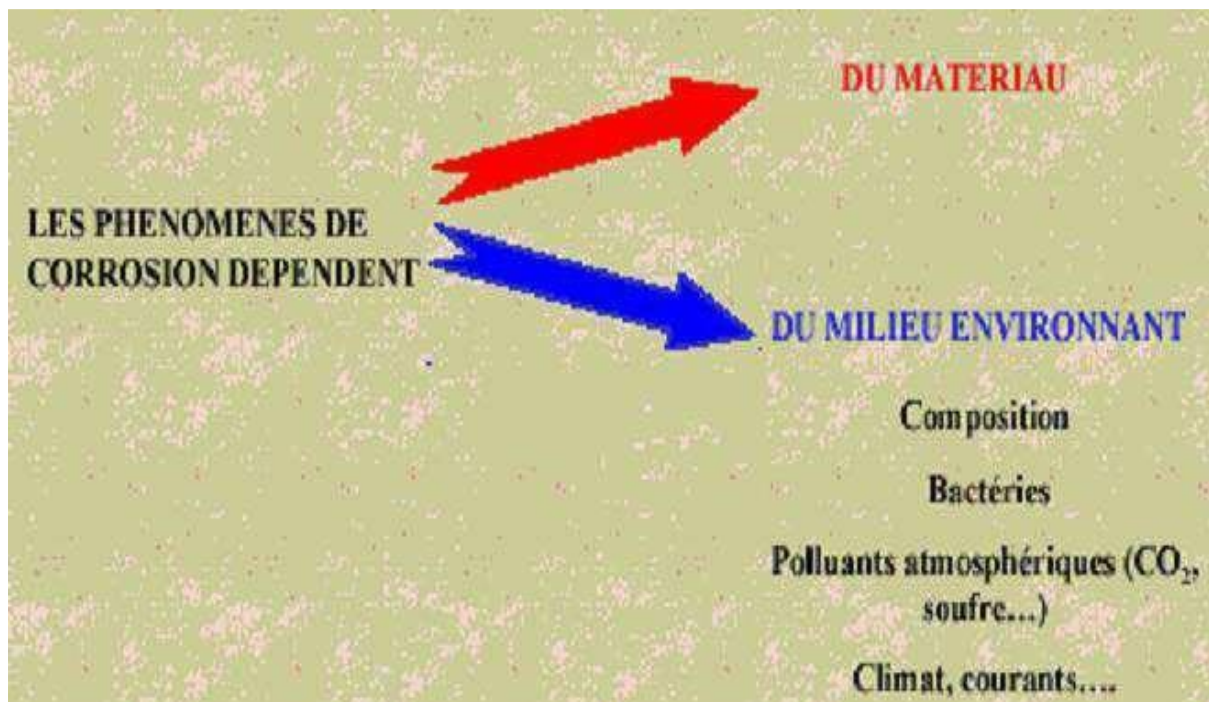 DU MATERIAU
LES PHENOMENES DE
CORROSION DEPENDENT
DU MILIEU ENVIRONNANT
Composition
Bactéries
Polluants atmosphériques (CO₂,
soufre...)
Climat, courants....